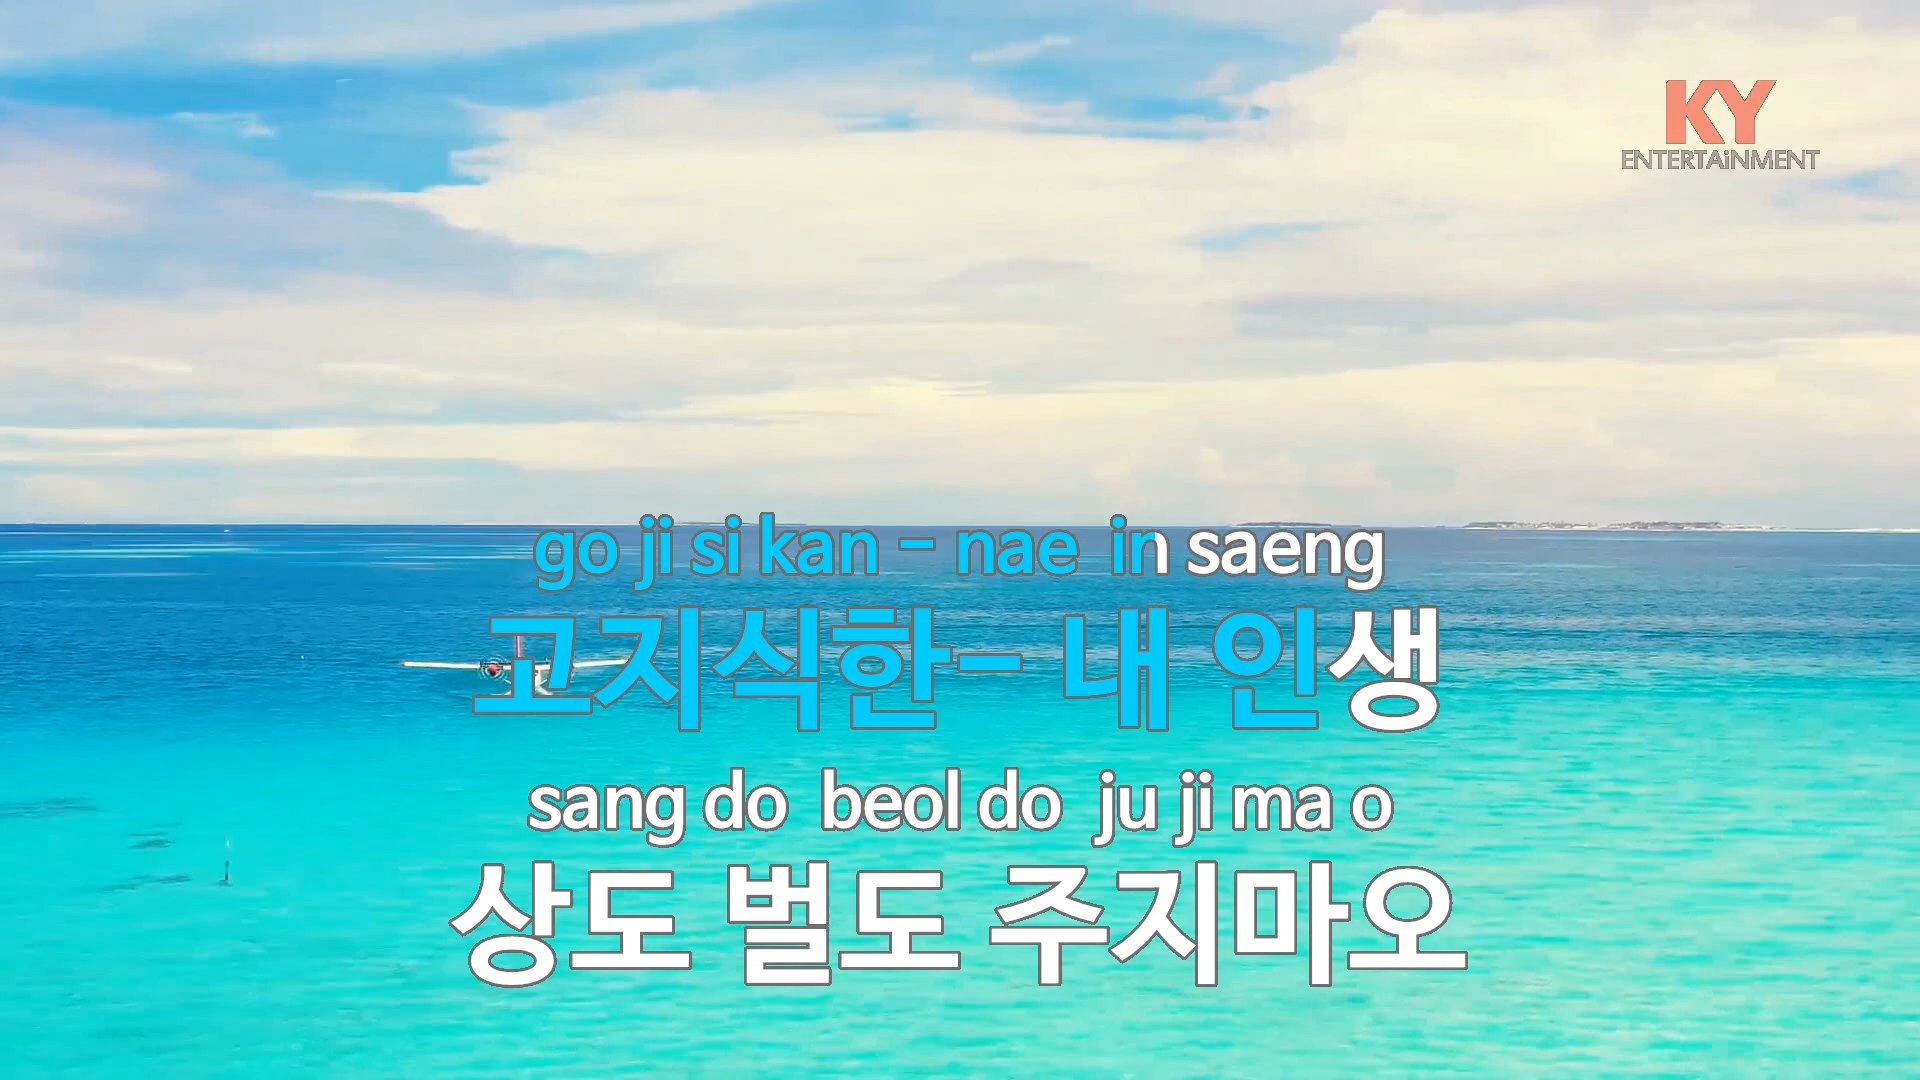 KY
ENTERTAiNMENT
go ji si kan - nae in saeng
고지식한- 내 인생
sang do beol do ju ji ma o
상도 벌도 주지마오